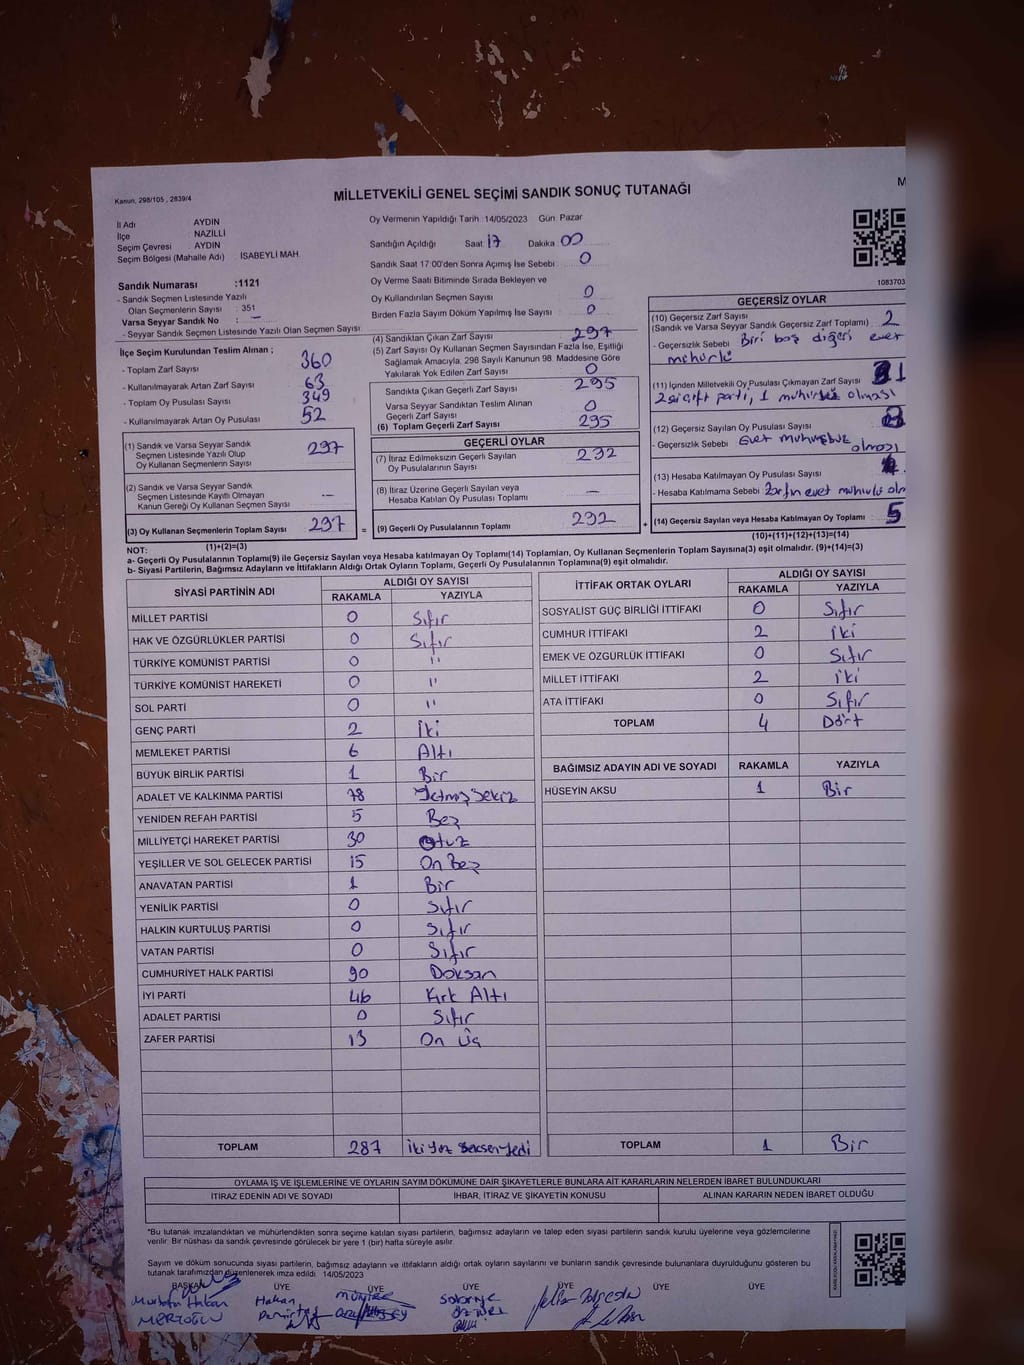 Kanun, 298/105 , 2839/4
MİLLETVEKİLİ GENEL SEÇİMİ SANDIK SONUÇ TUTANAĞI
M
İl Adı AYDIN
İlçe NAZİLLİ
Seçim Çevresi AYDIN
Seçim Bölgesi (Mahalle Adı) ISABEYLİ MAH.
Sandık Numarası :1121
- Sandık Seçmen Listesinde Yazılı
Olan Seçmenlerin Sayısı : 351
Varsa Seyyar Sandık No : –
- Seyyar Sandık Seçmen Listesinde Yazılı Olan Seçmen Sayısı
İlçe Seçim Kurulundan Teslim Alınan ;
- Toplam Zarf Sayısı 360
- Kullanılmayarak Artan Zarf Sayısı 63
- Toplam Oy Pusulası Sayısı 349
- Kullanılmayarak Artan Oy Pusulası 52
(1) Sandık ve Varsa Seyyar Sandık
Seçmen Listesinde Yazılı Olup
Oy Kullanan Seçmenlerin Sayısı 297
(2) Sandık ve Varsa Seyyar Sandık
Seçmen Listesinde Kayıtlı Olmayan
Kanun Gereği Oy Kullanan Seçmen Sayısı –
(3) Oy Kullanan Seçmenlerin Toplam Sayısı 297 =
(1)+(2)=(3)
Oy Vermenin Yapıldığı Tarih 14/05/2023 Gün: Pazar
Sandığın Açıldığı Saat 17 Dakika 00
Sandık Saat 17:00'den Sonra Açımış İse Sebebi 0
Oy Verme Saati Bitiminde Sırada Bekleyen ve
Oy Kullandırılan Seçmen Sayısı 0
Birden Fazla Sayım Döküm Yapılmış İse Sayısı 0
(4) Sandıktan Çıkan Zarf Sayısı 297
(5) Zarf Sayısı Oy Kullanan Seçmen Sayısından Fazla İse, Eşitliği
Sağlamak Amacıyla, 298 Sayılı Kanunun 98. Maddesine Göre
Yakılarak Yok Edilen Zarf Sayısı 0
Sandıkta Çıkan Geçerli Zarf Sayısı 295
Varsa Seyyar Sandıktan Teslim Alınan
Geçerli Zarf Sayısı 0
(6) Toplam Geçerli Zarf Sayısı 295
GEÇERLİ OYLAR
(7) İtiraz Edilmeksizin Geçerli Sayılan
Oy Pusulalarının Sayısı 292
(8) İtiraz Üzerine Geçerli Sayılan veya
Hesaba Katılan Oy Pusulası Toplamı –
(9) Geçerli Oy Pusulalarının Toplamı 292 +
1083703
GEÇERSİZ OYLAR
(10) Geçersiz Zarf Sayısı 2
(Sandık ve Varsa Seyyar Sandık Geçersiz Zarf Toplamı)
- Geçersizlik Sebebi Biri boş diğeri evet
mühürlü
(11) İçinden Milletvekili Oy Pusulası Çıkmayan Zarf Sayısı 1
(12) Geçersiz Sayılan Oy Pusulası Sayısı
- Geçersizlik Sebebi Evet
olması
(13) Hesaba Katılmayan Oy Pusulası Sayısı
- Hesaba Katılmama Sebebi Zarfın evet mühürlü
(14) Geçersiz Sayılan veya Hesaba Katılmayan Oy Toplamı 5
(10)+(11)+(12)+(13)=(14)
NOT:
a- Geçerli Oy Pusulalarının Toplamı(9) ile Geçersiz Sayılan veya Hesaba katılmayan Oy Toplamı(14) Toplamları, Oy Kullanan Seçmenlerin Toplam Sayısına(3) eşit olmalıdır. (9)+(14)=(3)
b- Siyasi Partilerin, Bağımsız Adayların ve İttifakların Aldığı Ortak Oyların Toplamı, Geçerli Oy Pusulalarının Toplamına(9) eşit olmalıdır.
SİYASİ PARTİNİN ADI ALDIĞI OY SAYISI
RAKAMLA YAZIYLA
MİLLET PARTİSİ 0 Sıfır
HAK VE ÖZGÜRLÜKLER PARTİSİ 0 Sıfır
TÜRKİYE KOMÜNİST PARTİSİ 0 "
TÜRKİYE KOMÜNİST HAREKETİ 0 "
SOL PARTİ 0 "
GENÇ PARTİ 2 İki
MEMLEKET PARTİSİ 6 Altı
BÜYÜK BİRLİK PARTİSİ 1 Bir
ADALET VE KALKINMA PARTİSİ 78 Yetmiş Sekiz
YENİDEN REFAH PARTİSİ 5 Beş
MİLLİYETÇİ HAREKET PARTİSİ 30 Otuz
YEŞİLLER VE SOL GELECEK PARTİSİ 15 On Beş
ANAVATAN PARTİSİ 1 Bir
YENİLİK PARTİSİ 0 Sıfır
HALKIN KURTULUŞ PARTİSİ 0 Sıfır
VATAN PARTİSİ 0 Sıfır
CUMHURİYET HALK PARTİSİ 90 Doksan
İYİ PARTİ 46 Kırk Altı
ADALET PARTİSİ 0 Sıfır
ZAFER PARTİSİ 13 On Üç
TOPLAM 287 İki Yüz Seksen Yedi
İTTİFAK ORTAK OYLARI ALDIĞI OY SAYISI
RAKAMLA YAZIYLA
SOSYALİST GÜÇ BİRLİĞİ İTTİFAKI 0 Sıfır
CUMHUR İTTİFAKI 2 İki
EMEK VE ÖZGÜRLÜK İTTİFAKI 0 Sıfır
MİLLET İTTİFAKI 2 İki
ATA İTTİFAKI 0 Sıfır
TOPLAM 4 Dört
BAĞIMSIZ ADAYIN ADI VE SOYADI RAKAMLA YAZIYLA
HÜSEYİN AKSU 1 Bir
TOPLAM 1 Bir
OYLAMA İŞ VE İŞLEMLERİNE VE OYLARIN SAYIM DÖKÜMÜNE DAİR ŞİKAYETLERLE BUNLARA AİT KARARLARIN NELERDEN İBARET BULUNDUKLARI
İTİRAZ EDENİN ADI VE SOYADI İHBAR, İTİRAZ VE ŞİKAYETİN KONUSU ALINAN KARARIN NEDEN İBARET OLDUĞU
*Bu tutanak imzalandıktan ve mühürlendikten sonra seçime katılan siyasi partilerin, bağımsız adayların ve talep eden siyasi partilerin sandık kurulu üyelerine veya gözlemcilerine
verilir. Bir nüshası da sandık çevresinde görülecek bir yere 1 (bir) hafta süreyle asılır.
Sayım ve döküm sonucunda siyasi partilerin, bağımsız adayların ve ittifakların aldığı ortak oyların sayılarını ve bunların sandık çevresinde bulunanlara duyrulduğunu gösteren bu
tutanak tarafımızdan düzenlenerek imza edildi. 14/05/2023
BAŞKAN ÜYE ÜYE ÜYE ÜYE ÜYE ÜYE
Mustafa Hakan
Hakan